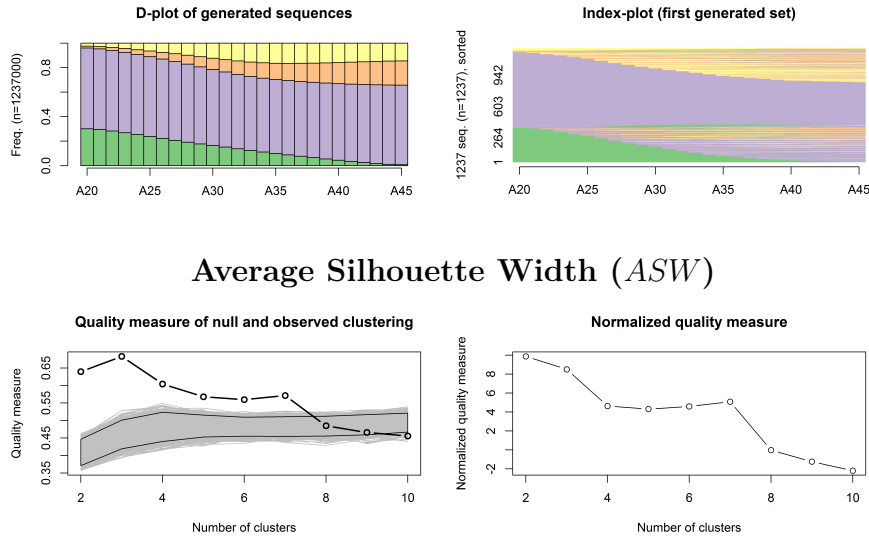 D-plot of generated sequences
Freq. (n=1237000)
0.0 0.4 0.8
A20 A25 A30 A35 A40 A45
Index-plot (first generated set)
1237 seq. (n=1237), sorted
1 264 603 942
A20 A25 A30 A35 A40 A45
Average Silhouette Width (ASW)
Quality measure of null and observed clustering
Quality measure
0.35 0.45 0.55 0.65
2 4 6 8 10
Number of clusters
Normalized quality measure
Normalized quality measure
-2 2 4 6 8
2 4 6 8 10
Number of clusters